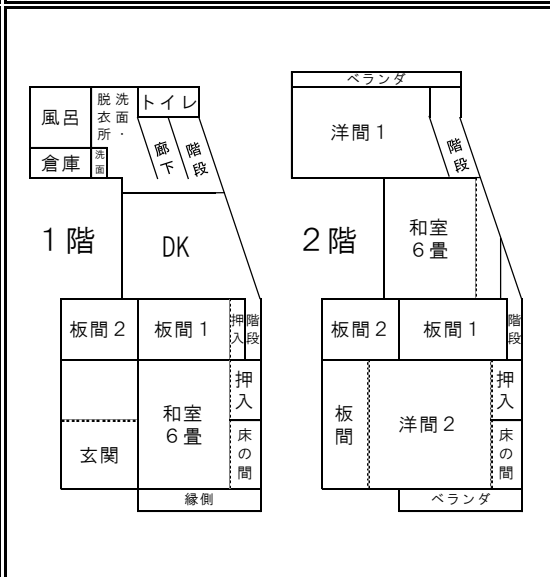 風呂
洗面・
脱衣所
トイレ
倉庫
洗面
廊下
階段
1階
DK
板間2
板間1
押入
階段
押入
和室
6畳
玄関
床の間
縁側
ベランダ
洋間1
階段
2階
和室
6畳
板間2
板間1
階段
板間
洋間2
押入
床の間
ベランダ